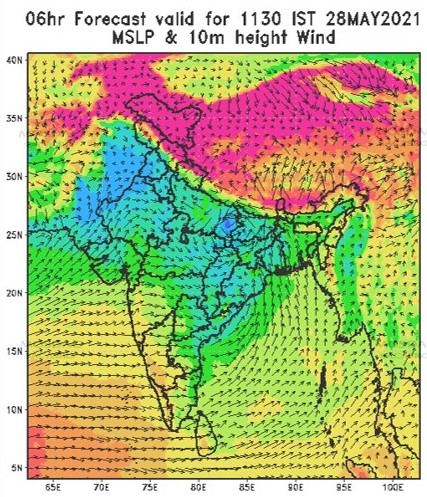 06hr Forecast valid for 1130 IST 28MAY2021
MSLP & 10m height Wind
40N
35N
30N
25N
20N
15N
10N
5N
65E 70E 75E 80E 85E 90E 95E 100E